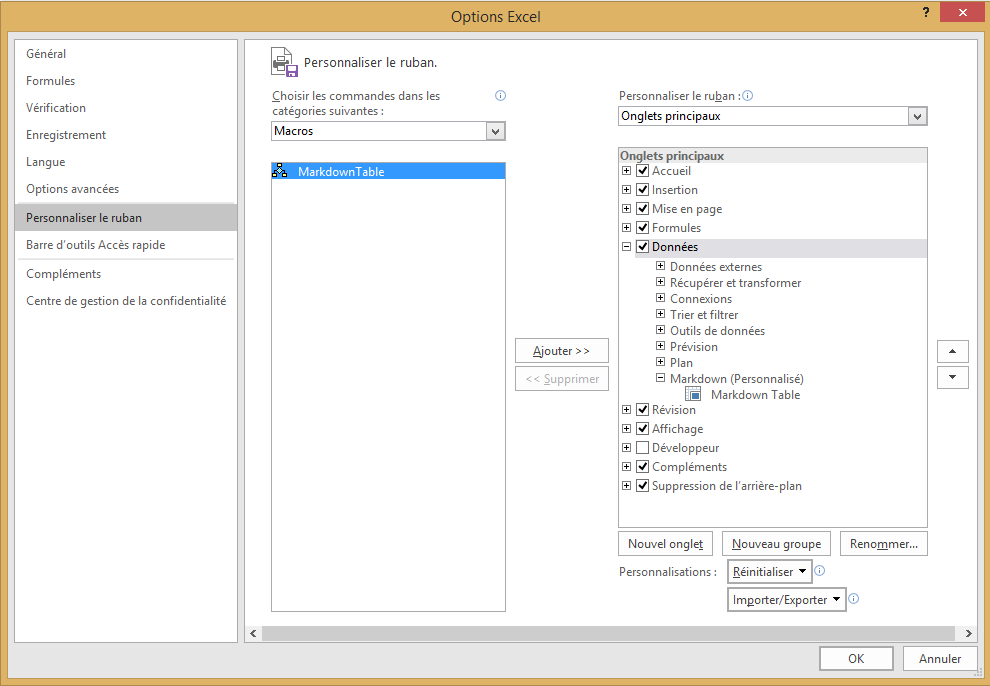 Options Excel
?
Général
Formules
Vérification
Enregistrement
Langue
Options avancées
Personnaliser le ruban
Barre d'outils Accès rapide
Compléments
Centre de gestion de la confidentialité
Personnaliser le ruban.
Choisir les commandes dans les
catégories suivantes :
Macros
MarkdownTable
Ajouter >>
<< Supprimer
Personnaliser le ruban :
Onglets principaux
Onglets principaux
Accueil
Insertion
Mise en page
Formules
Données
Données externes
Récupérer et transformer
Connexions
Trier et filtrer
Outils de données
Prévision
Plan
Markdown (Personnalisé)
Markdown Table
Révision
Affichage
Développeur
Compléments
Suppression de l'arrière-plan
Nouvel onglet
Nouveau groupe
Renommer...
Personnalisations :
Réinitialiser
Importer/Exporter
OK
Annuler